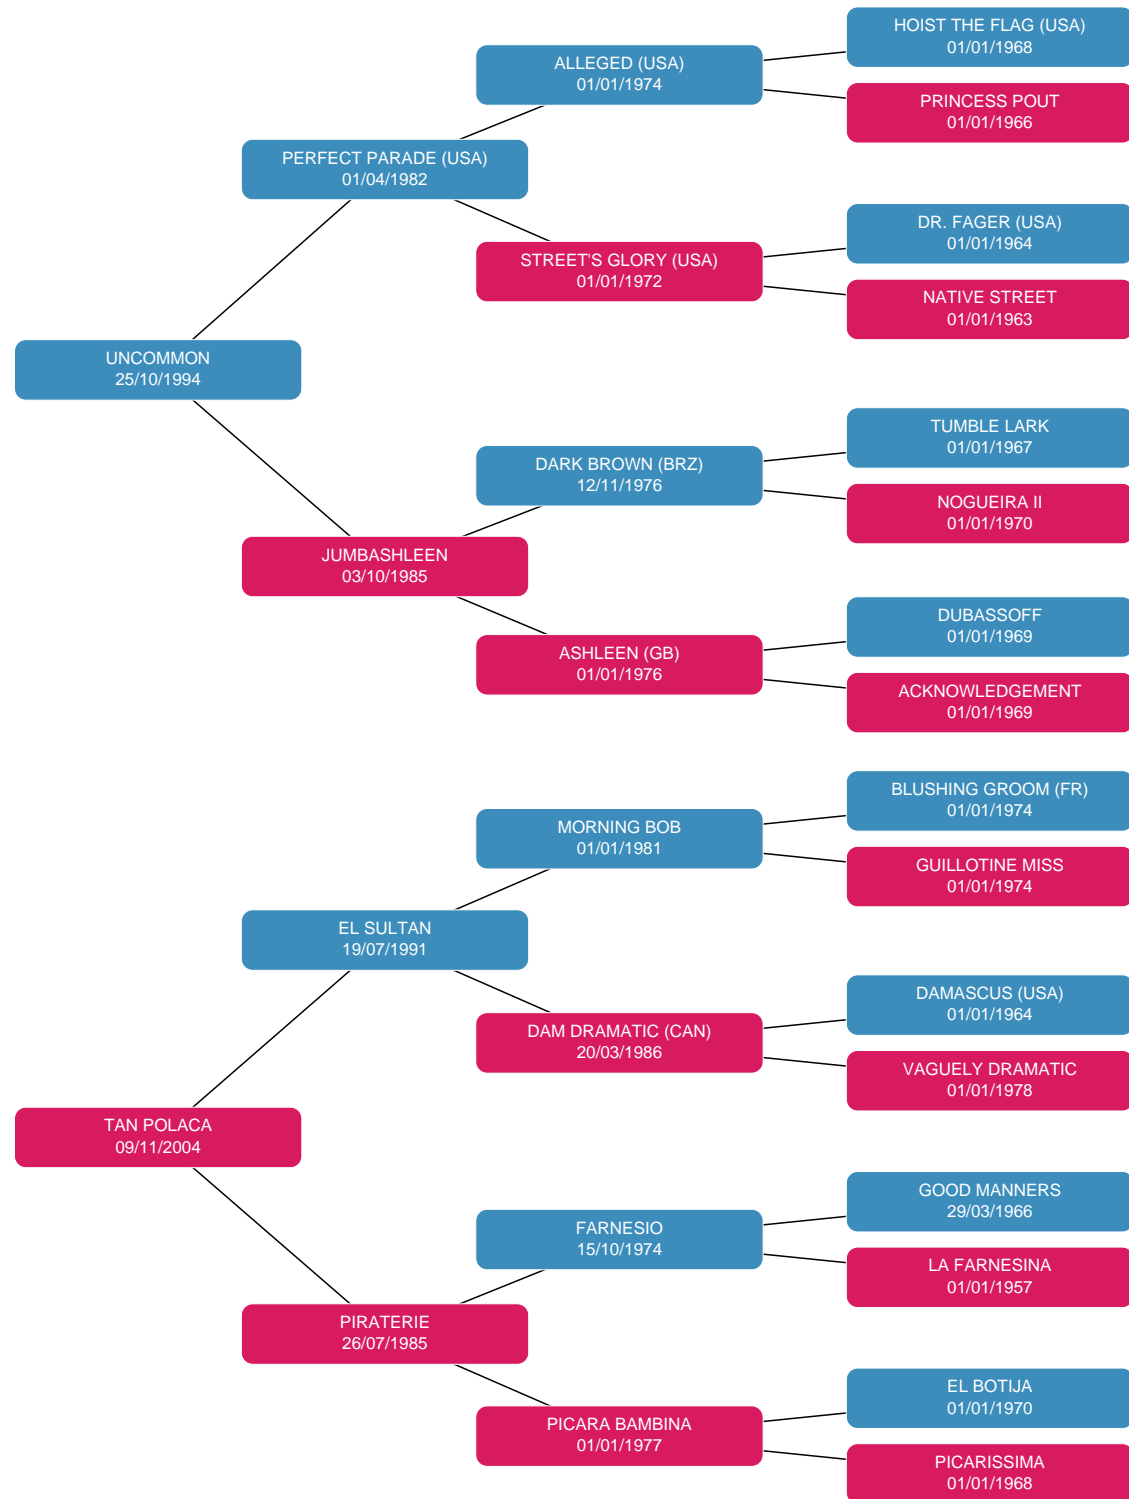 HOIST THE FLAG (USA)
01/01/1968
ALLEGED (USA)
01/01/1974
PRINCESS POUT
01/01/1966
PERFECT PARADE (USA)
01/04/1982
DR. FAGER (USA)
01/01/1964
STREET'S GLORY (USA)
01/01/1972
NATIVE STREET
01/01/1963
UNCOMMON
25/10/1994
TUMBLE LARK
01/01/1967
DARK BROWN (BRZ)
12/11/1976
NOGUEIRA II
01/01/1970
JUMBASHLEEN
03/10/1985
DUBASSOFF
01/01/1969
ASHLEEN (GB)
01/01/1976
ACKNOWLEDGEMENT
01/01/1969
BLUSHING GROOM (FR)
01/01/1974
MORNING BOB
01/01/1981
GUILLOTINE MISS
01/01/1974
EL SULTAN
19/07/1991
DAMASCUS (USA)
01/01/1964
DAM DRAMATIC (CAN)
20/03/1986
VAGUELY DRAMATIC
01/01/1978
TAN POLACA
09/11/2004
GOOD MANNERS
29/03/1966
FARNESIO
15/10/1974
LA FARNESINA
01/01/1957
PIRATERIE
26/07/1985
EL BOTIJA
01/01/1970
PICARA BAMBINA
01/01/1977
PICARISSIMA
01/01/1968